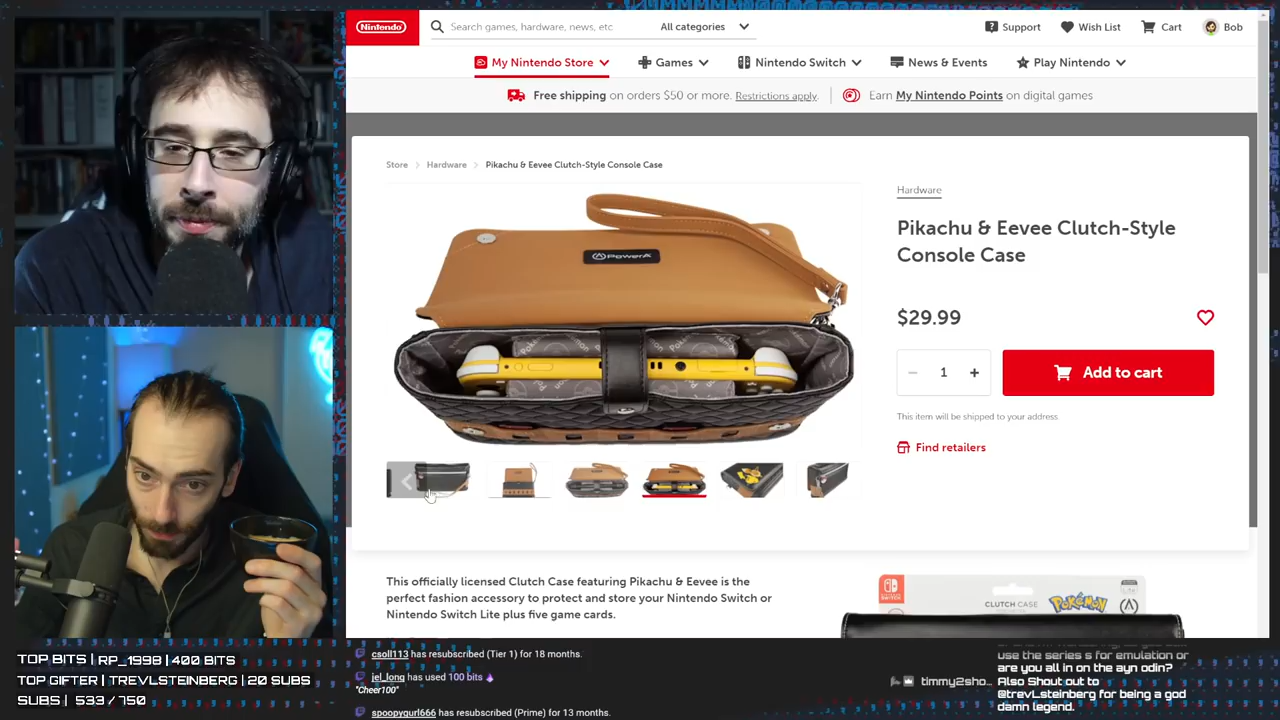 Nintendo
Search games, hardware, news, etc
All categories
Support
Wish List
Cart
Bob
My Nintendo Store
Games
Nintendo Switch
News & Events
Play Nintendo
Free shipping on orders $50 or more. Restrictions apply.
Earn My Nintendo Points on digital games
Store
Hardware
Pikachu & Eevee Clutch-Style Console Case
PowerA
Hardware
Pikachu & Eevee Clutch-Style
Console Case
$29.99
1
Add to cart
This item will be shipped to your address.
Find retailers
This officially licensed Clutch Case featuring Pikachu & Eevee is the
perfect fashion accessory to protect and store your Nintendo Switch or
Nintendo Switch Lite plus five game cards.
CLUTCH CASE
POKÉMON
TOP BITS | RP_1998 | 400 BITS
TOP GIFTER | TREVLSTEINBERG | 20 SUBS
SUBS | 533 / 750
csoll113 has resubscribed (Tier 1) for 18 months.
jel_long has used 100 bits
"Cheer100"
spoopygurl666 has resubscribed (Prime) for 13 months.
use the series s for emulation or
are you all in on the ayn odin?
Also Shout out to
timmy2sho...
@trevl_steinberg for being a god
damn legend.